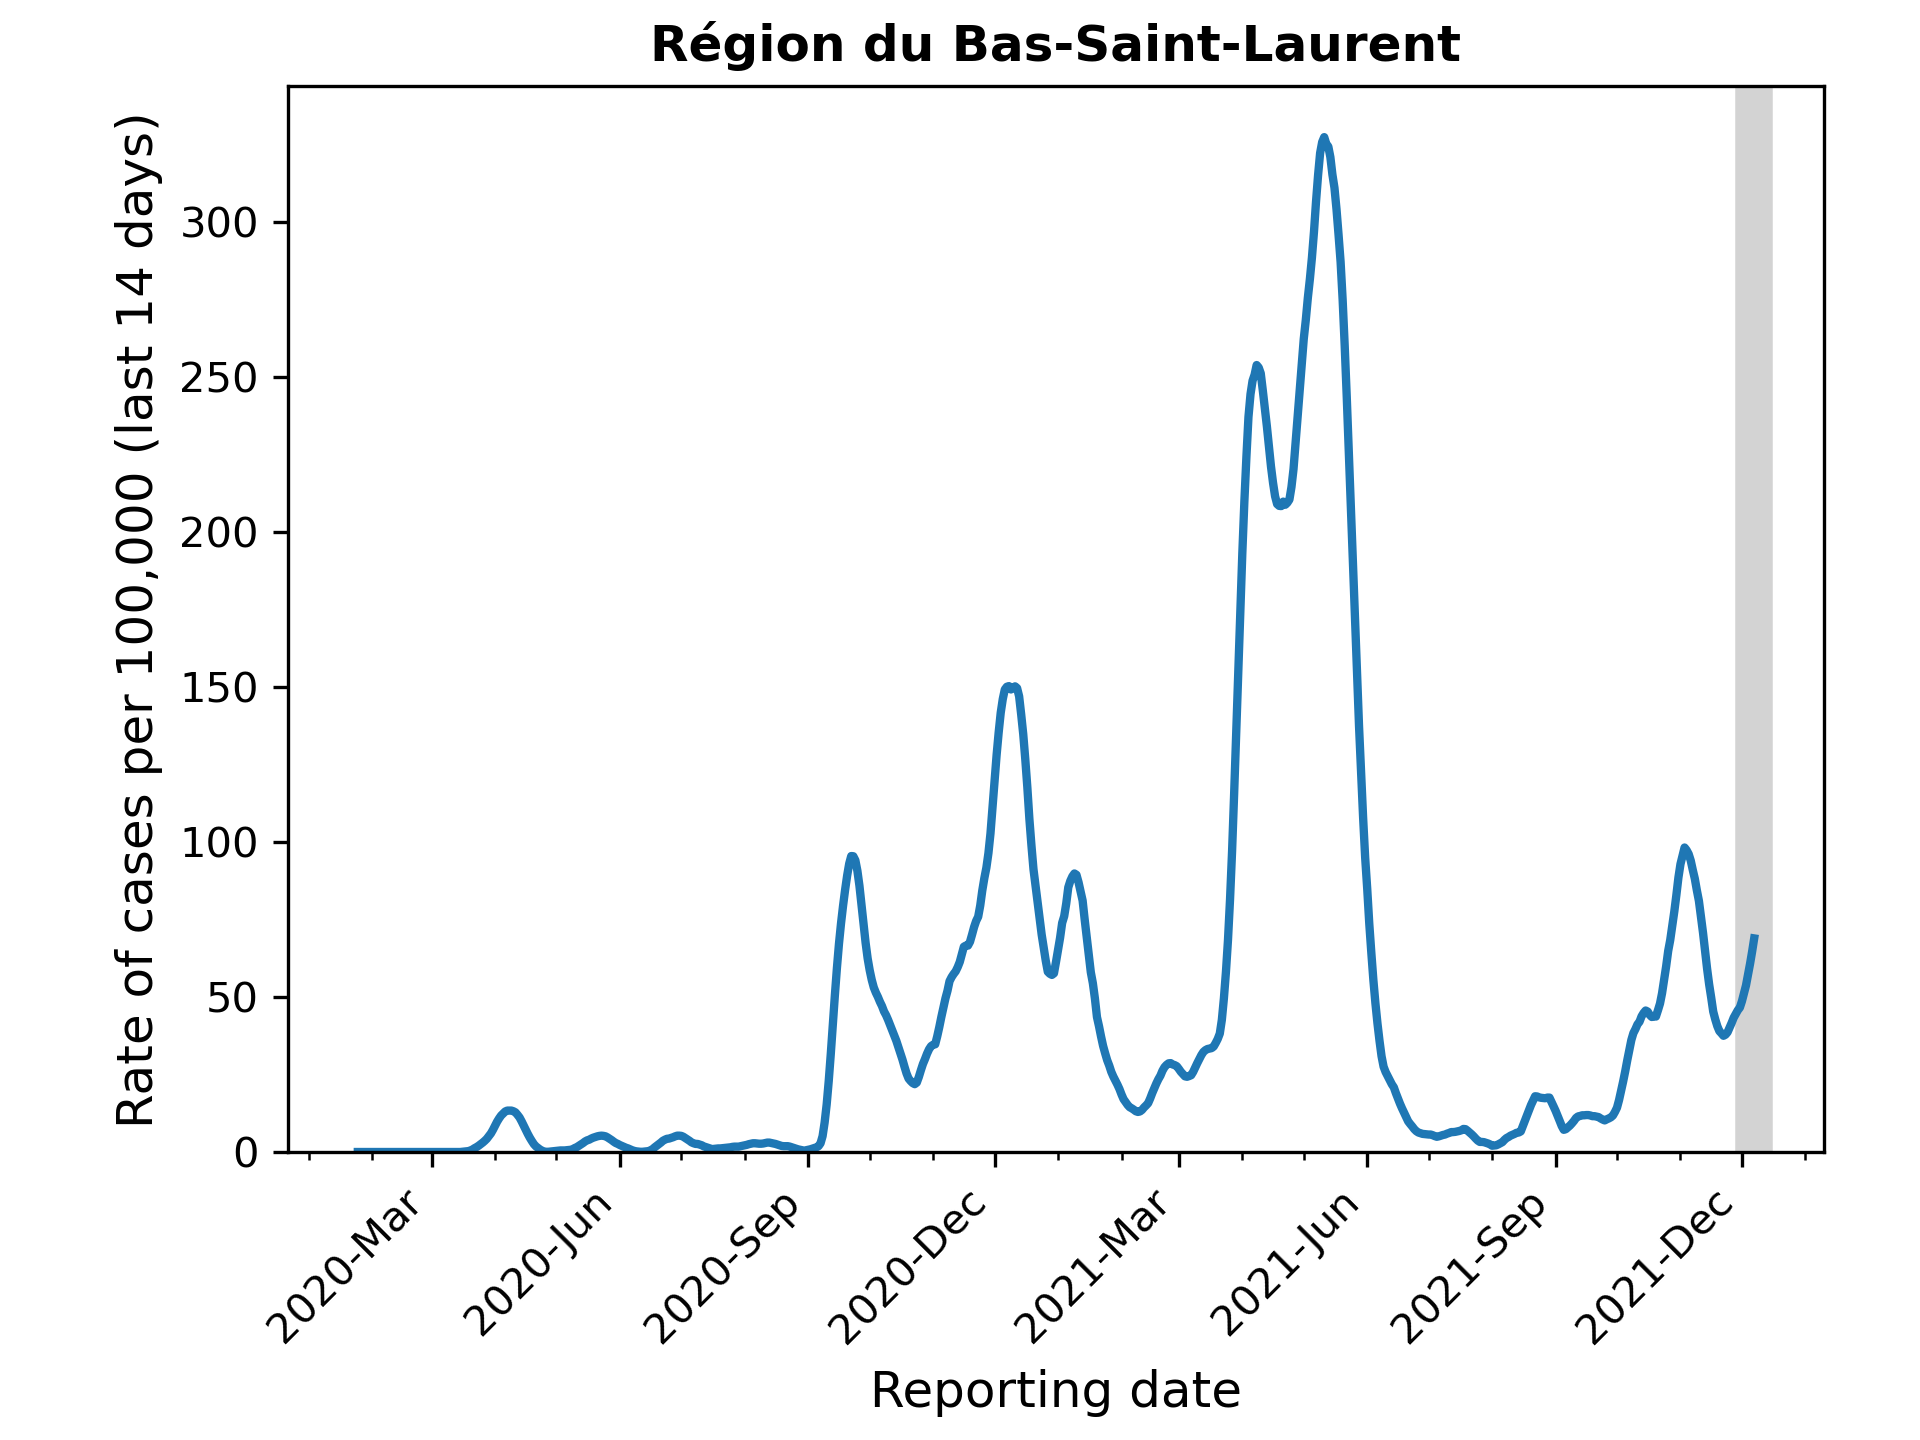 Région du Bas-Saint-Laurent
Rate of cases per 100,000 (last 14 days)
300
250
200
150
100
50
0
2020-Mar
2020-Jun
2020-Sep
2020-Dec
2021-Mar
2021-Jun
2021-Sep
2021-Dec
Reporting date